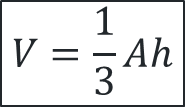 V = 1/3 Ah